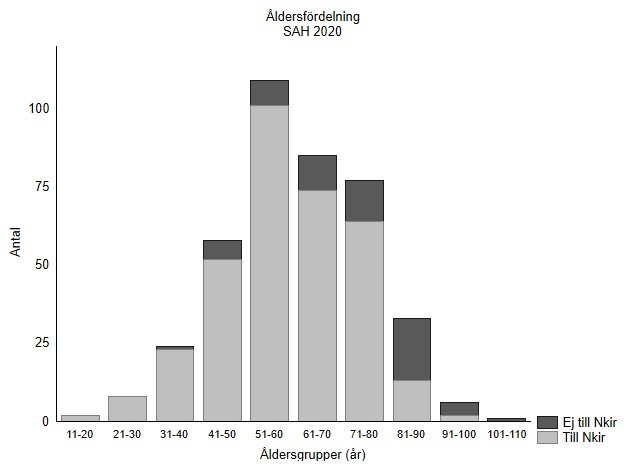 Åldersfördelning
SAH 2020
Antal
100
75
50
25
0
11-20 21-30 31-40 41-50 51-60 61-70 71-80 81-90 91-100 101-110
Åldersgrupper (år)
Ej till Nkir
Till Nkir